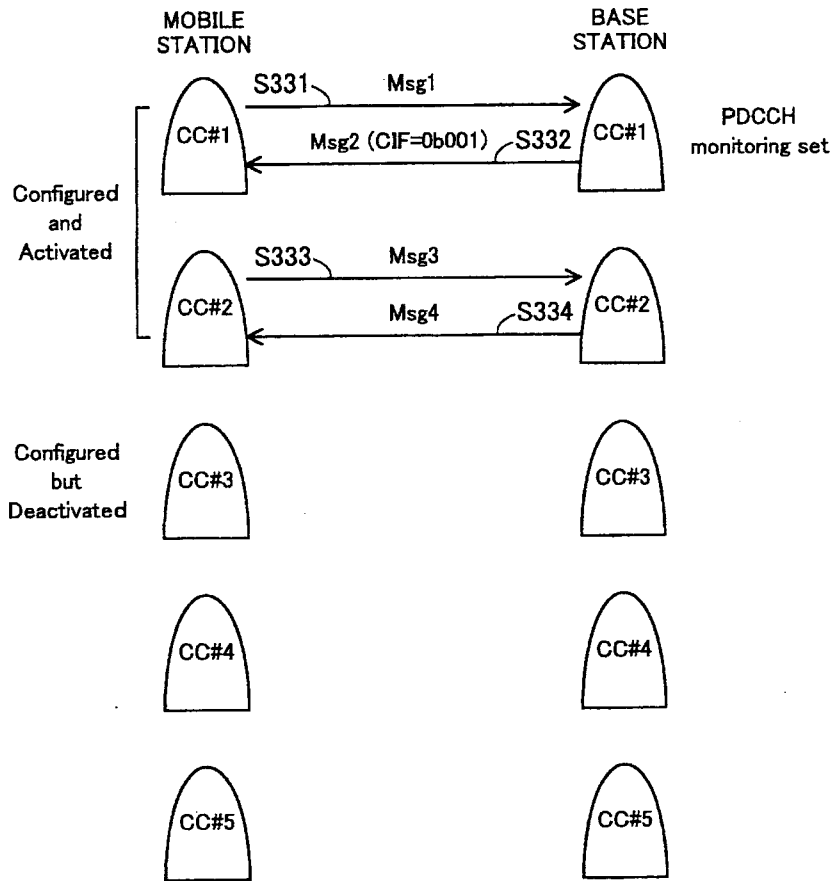 MOBILE
STATION
BASE
STATION
S331
Msg1
CC#1
CC#1
PDCCH
monitoring set
Msg2 (CIF=0b001)
S332
Configured
and
Activated
S333
Msg3
CC#2
CC#2
Msg4
S334
Configured
but
Deactivated
CC#3
CC#3
CC#4
CC#4
CC#5
CC#5